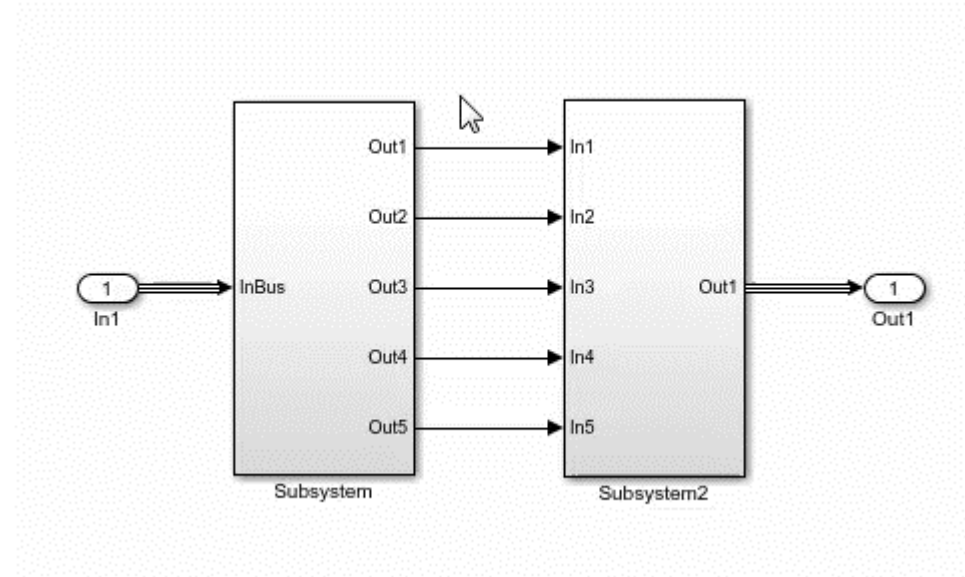 Out1
In1
Out2
In2
1
InBus
Out3
In3
Out1
1
In1
Out1
Out4
In4
Out5
In5
Subsystem
Subsystem2